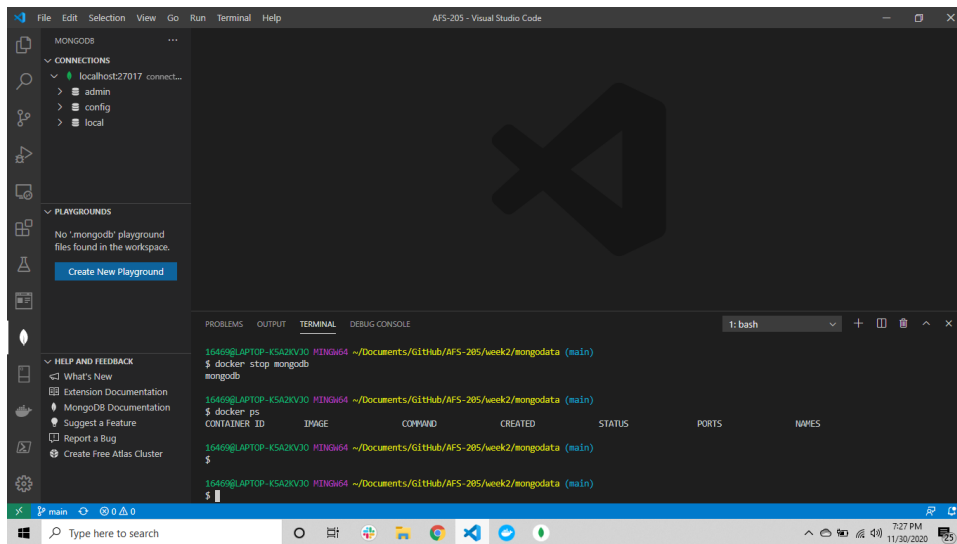 File Edit Selection View Go Run Terminal Help
AFS-205 - Visual Studio Code
MONGODB
CONNECTIONS
localhost:27017 connect...
admin
config
local
PLAYGROUNDS
No '.mongodb' playground
files found in the workspace.
Create New Playground
HELP AND FEEDBACK
What's New
Extension Documentation
MongoDB Documentation
Suggest a Feature
Report a Bug
Create Free Atlas Cluster
PROBLEMS OUTPUT TERMINAL DEBUG CONSOLE
1: bash
16469@LAPTOP-K5A2KVJO MINGW64 ~/Documents/GitHub/AFS-205/week2/mongodata (main)
$ docker stop mongodb
mongodb
16469@LAPTOP-K5A2KVJO MINGW64 ~/Documents/GitHub/AFS-205/week2/mongodata (main)
$ docker ps
CONTAINER ID IMAGE COMMAND CREATED STATUS PORTS NAMES
16469@LAPTOP-K5A2KVJO MINGW64 ~/Documents/GitHub/AFS-205/week2/mongodata (main)
$
16469@LAPTOP-K5A2KVJO MINGW64 ~/Documents/GitHub/AFS-205/week2/mongodata (main)
$
main 0 0
Type here to search
7:27 PM
11/30/2020
25